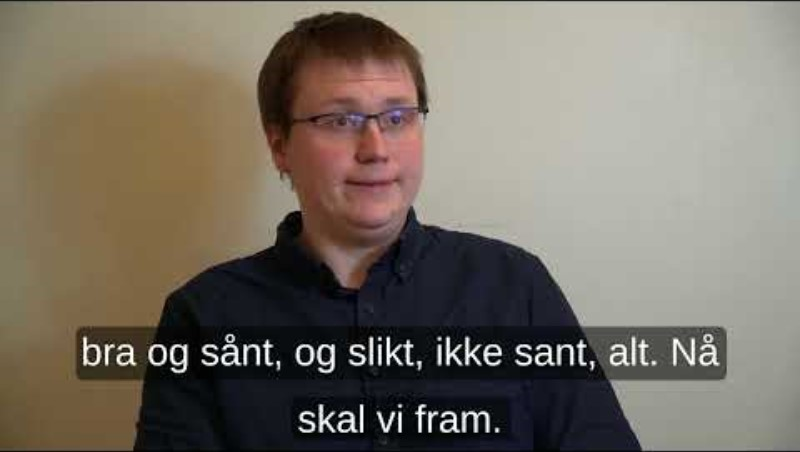 bra og sånt, og slikt, ikke sant, alt. Nå
skal vi fram.